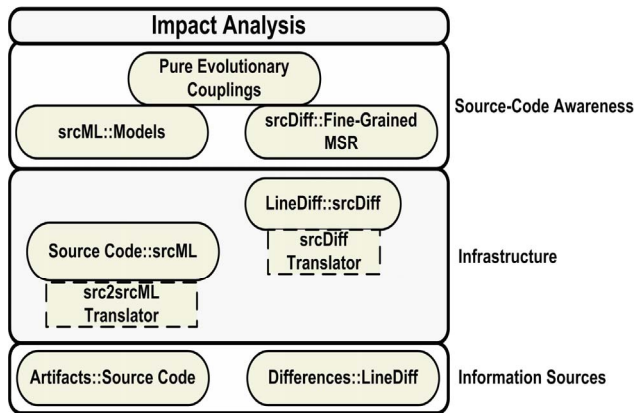 Impact Analysis
Pure Evolutionary
Couplings
srcML::Models
srcDiff::Fine-Grained
MSR
Source-Code Awareness
LineDiff::srcDiff
srcDiff
Translator
Source Code::srcML
src2srcML
Translator
Infrastructure
Artifacts::Source Code
Differences::LineDiff
Information Sources